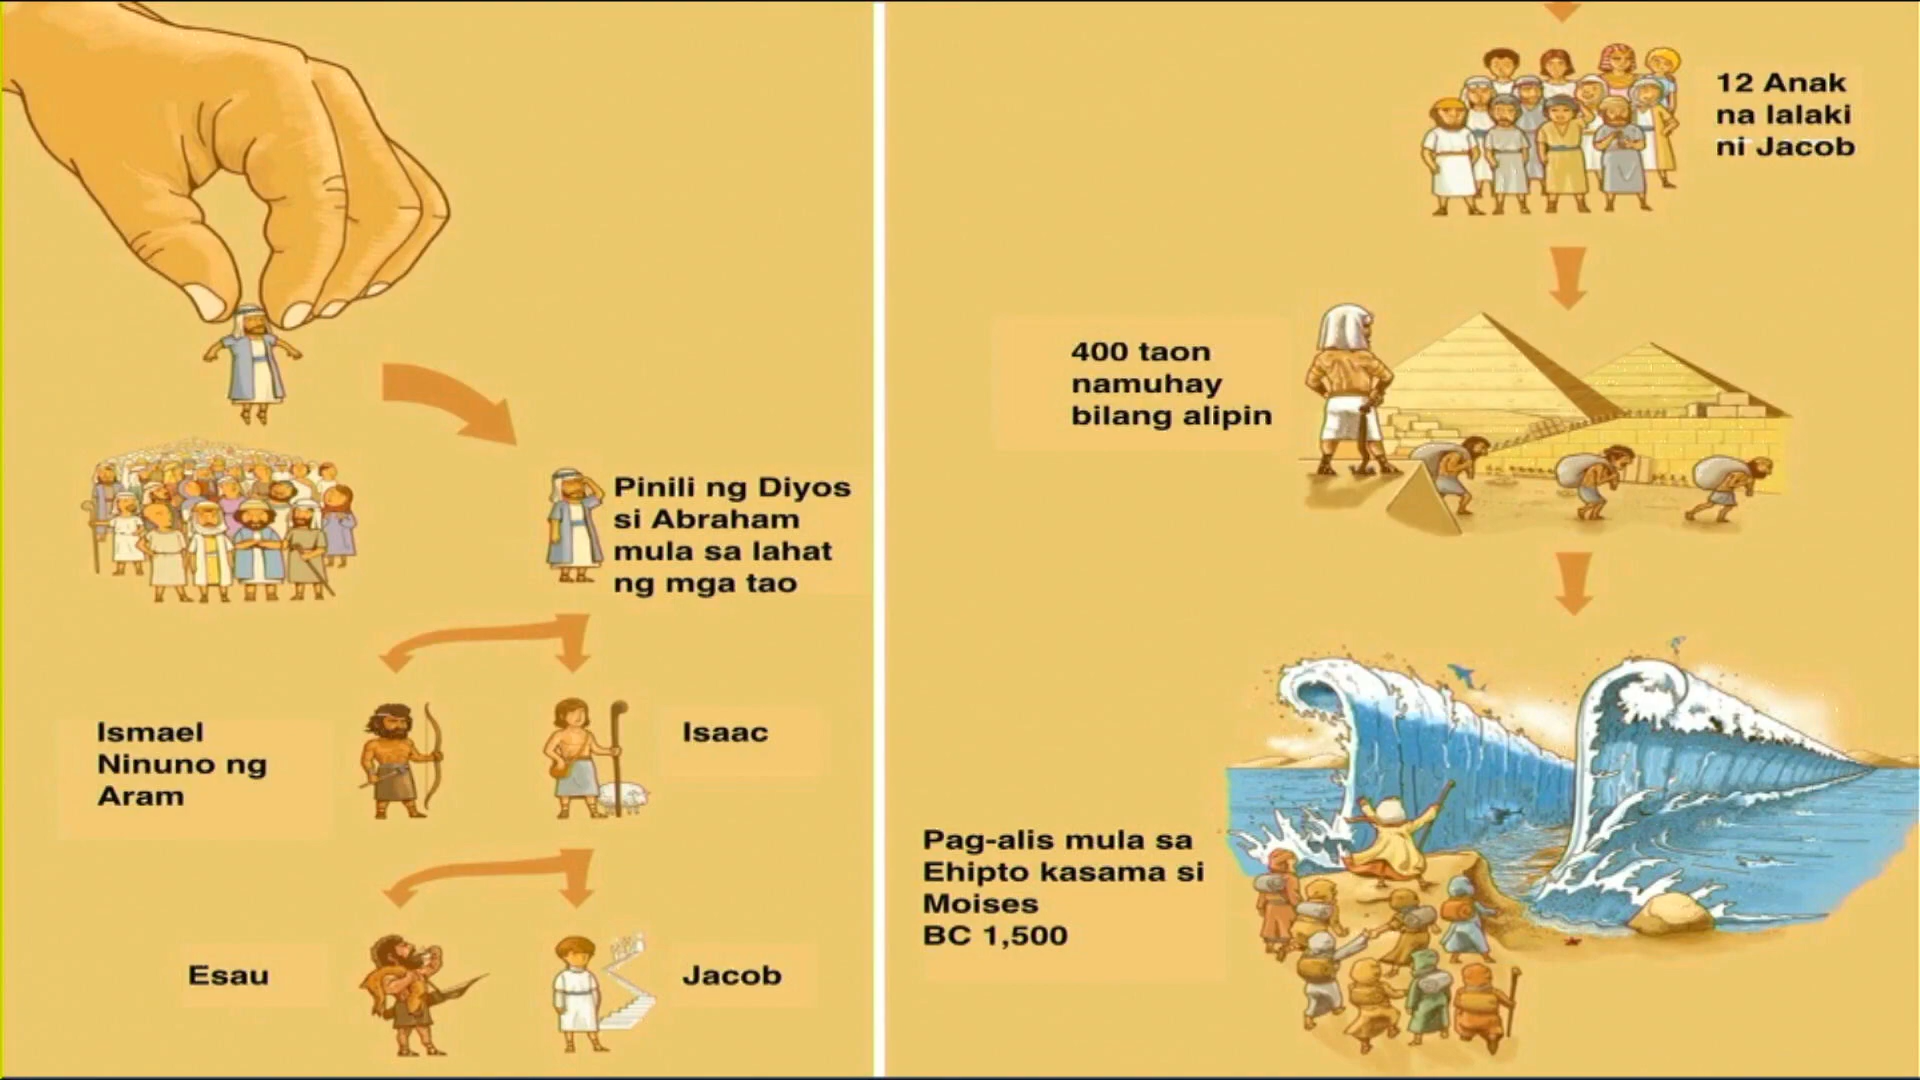 Pinili ng Diyos
si Abraham
mula sa lahat
ng mga tao
Ismael
Ninuno ng
Aram
Isaac
Esau
Jacob
12 Anak
na lalaki
ni Jacob
400 taon
namuhay
bilang alipin
Pag-alis mula sa
Ehipto kasama si
Moises
BC 1,500